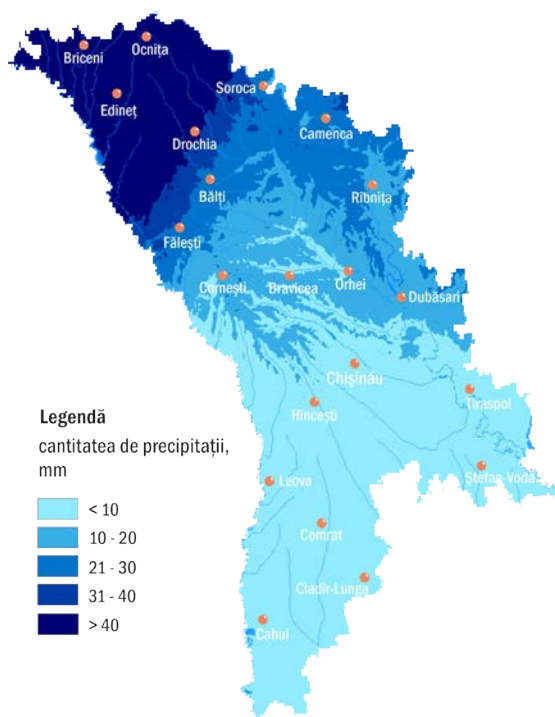 Ocnița
Briceni
Soroca
Edineț
Camenca
Drochia
Bălți
Rîbnița
Fălești
Cornești
Bravicea
Orhei
Dubăsari
Chișinău
Tiraspol
Hîncești
Legendă
cantitatea de precipitații,
mm
Ștefan-Vodă
Leova
< 10
10 - 20
Comrat
21 - 30
31 - 40
Ciadîr-Lunga
> 40
Cahul